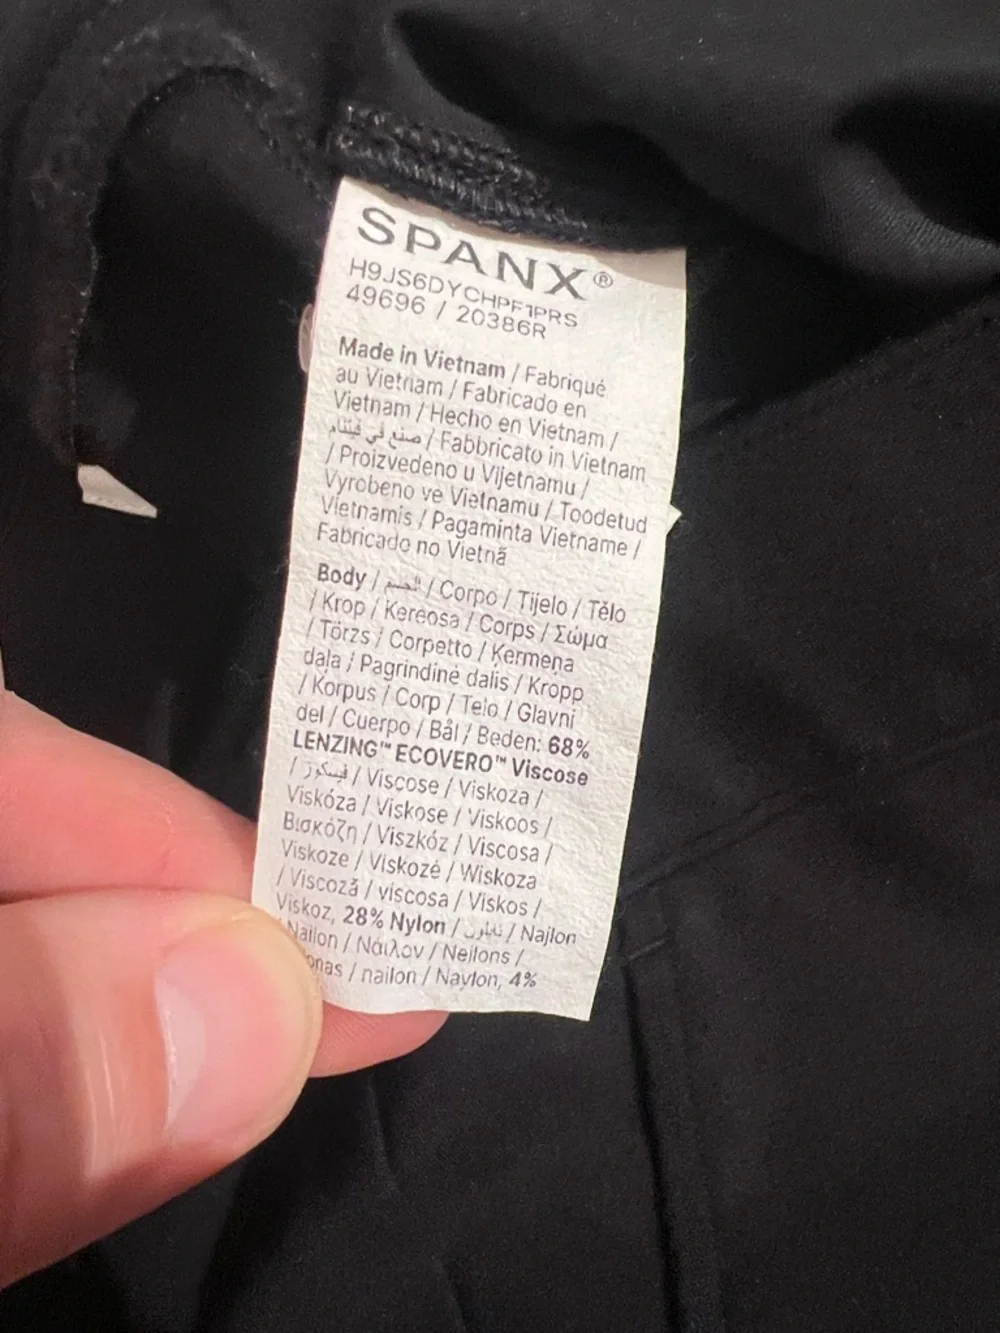 SPANX®
H9JS6DYCHPF1PRS
49696 / 20386R
Made in Vietnam / Fabriqué
au Vietnam / Fabricado en
Vietnam / Hecho en Vietnam /
صنع في فيتنام / Fabbricato in Vietnam
/ Proizvedeno u Vijetnamu /
Vyrobeno ve Vietnamu / Toodetud
Vietnamis / Pagaminta Vietname /
Fabricado no Vietnã
Body / الجسم / Corpo / Tijelo / Tělo
/ Krop / Kereosa / Corps / Σώμα
/ Törzs / Corpetto / Ķermeņa
daļa / Pagrindinė dalis / Kropp
/ Korpus / Corp / Telo / Glavni
del / Cuerpo / Bål / Beden: 68%
LENZING™ ECOVERO™ Viscose
/ فيسكوز / Viscose / Viskoza /
Viskóza / Viskose / Viskoos /
Βισκόζη / Viszkóz / Viscosa /
Viskoze / Viskozė / Wiskoza
/ Viscoză / viscosa / Viskos /
Viskoz, 28% Nylon / نايلون / Najlon
Nailon / Νάιλον / Neilons /
nailon / Naylon, 4%